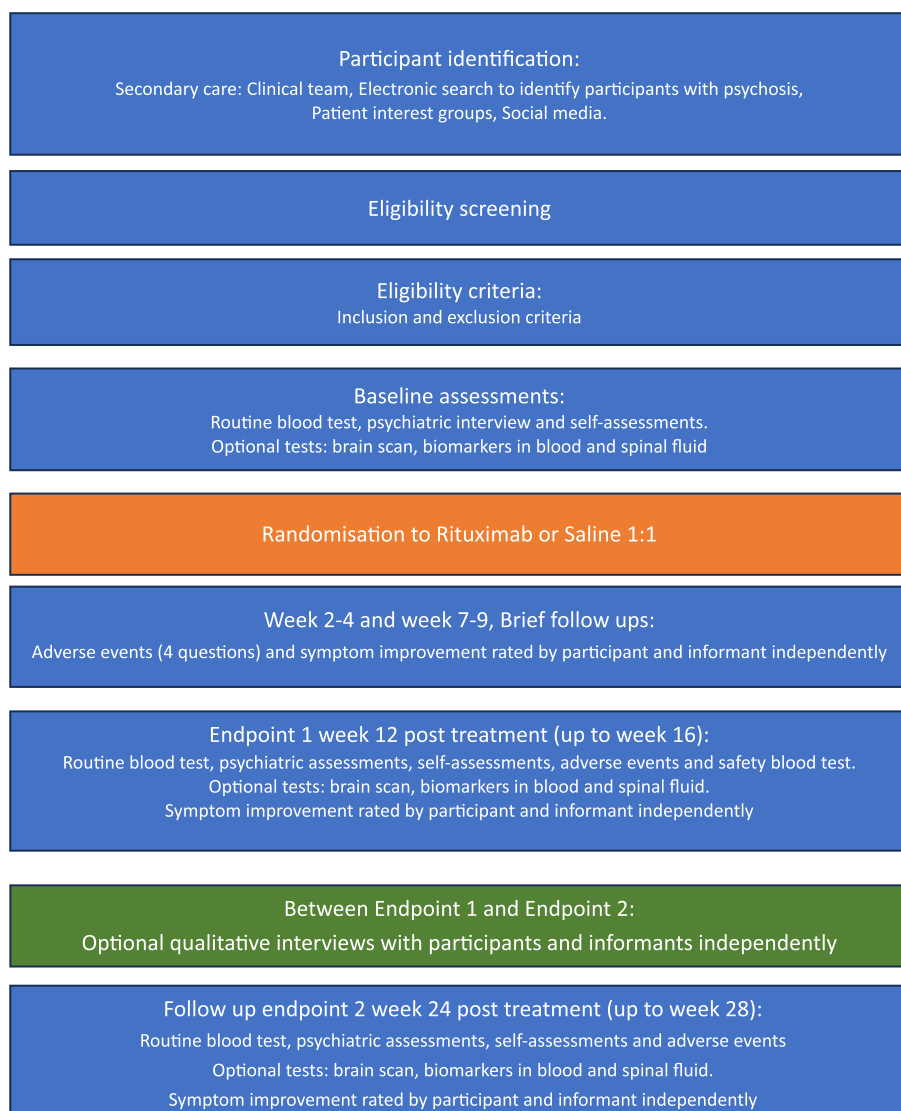 Participant identification:
Secondary care: Clinical team, Electronic search to identify participants with psychosis,
Patient interest groups, Social media.
Eligibility screening
Eligibility criteria:
Inclusion and exclusion criteria
Baseline assessments:
Routine blood test, psychiatric interview and self-assessments.
Optional tests: brain scan, biomarkers in blood and spinal fluid
Randomisation to Rituximab or Saline 1:1
Week 2-4 and week 7-9, Brief follow ups:
Adverse events (4 questions) and symptom improvement rated by participant and informant independently
Endpoint 1 week 12 post treatment (up to week 16):
Routine blood test, psychiatric assessments, self-assessments, adverse events and safety blood test.
Optional tests: brain scan, biomarkers in blood and spinal fluid.
Symptom improvement rated by participant and informant independently
Between Endpoint 1 and Endpoint 2:
Optional qualitative interviews with participants and informants independently
Follow up endpoint 2 week 24 post treatment (up to week 28):
Routine blood test, psychiatric assessments, self-assessments and adverse events
Optional tests: brain scan, biomarkers in blood and spinal fluid.
Symptom improvement rated by participant and informant independently